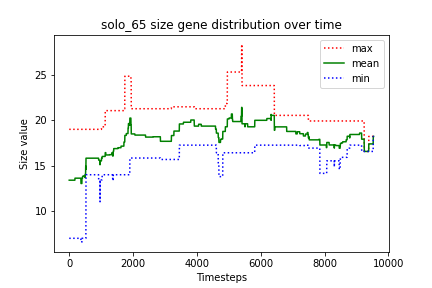 solo_65 size gene distribution over time
max
mean
min
25
20
15
10
Size value
0
2000
4000
6000
8000
10000
Timesteps